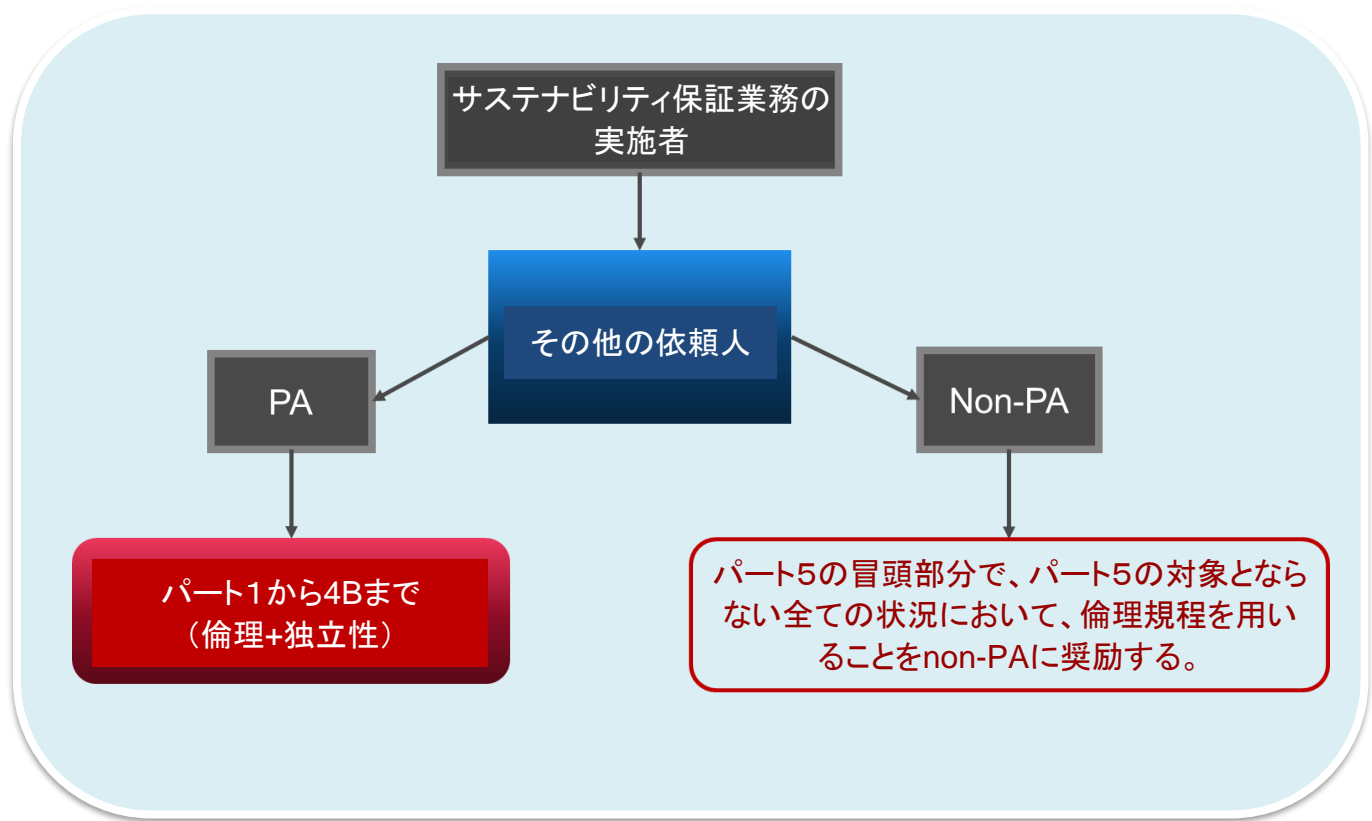 サステナビリティ保証業務の
実施者
その他の依頼人
PA
Non-PA
パート１から4Bまで
（倫理+独立性）
パート５の冒頭部分で、パート５の対象となら
ない全ての状況において、倫理規程を用い
ることをnon-PAに奨励する。